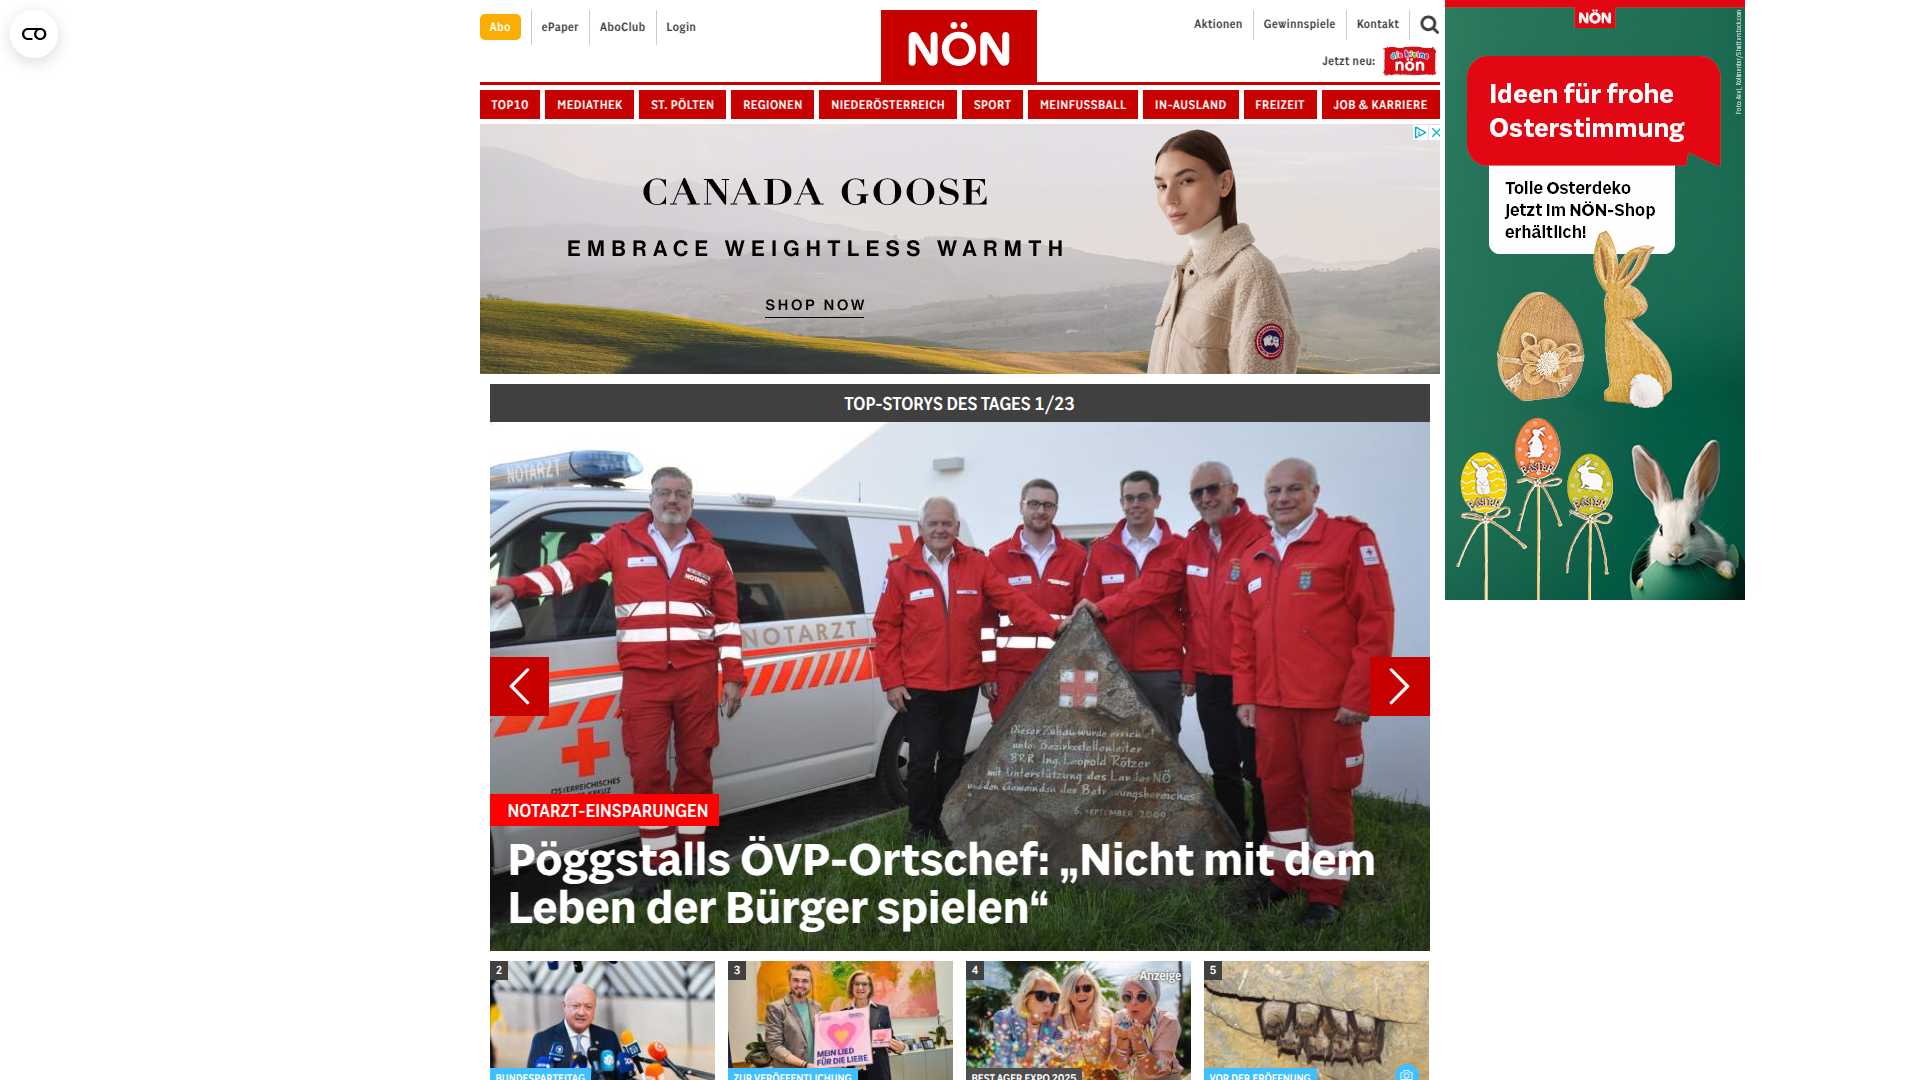 Abo
ePaper
AboClub
Login
NÖN
Aktionen
Gewinnspiele
Kontakt
Jetzt neu:
die kleine
nön
TOP10
MEDIATHEK
ST. PÖLTEN
REGIONEN
NIEDERÖSTERREICH
SPORT
MEINFUSSBALL
IN-AUSLAND
FREIZEIT
JOB & KARRIERE
CANADA GOOSE
EMBRACE WEIGHTLESS WARMTH
SHOP NOW
NÖN
Ideen für frohe
Osterstimmung
Tolle Osterdeko
jetzt im NÖN-Shop
erhältlich!
EASTER
EASTER
EASTER
TOP-STORYS DES TAGES 1/23
NOTARZT
NOTARZT
NOTARZT
Dieser Zubau wurde errich
unter Bezirksstellenleiter
BRR Ing. Leopold Rötzer
mit Unterstützung des Landes NÖ
und den Gemeinden des Betreuungsbereiches
6. SEPTEMBER 2009
NOTARZT-EINSPARUNGEN
Pöggstalls ÖVP-Ortschef: „Nicht mit dem
Leben der Bürger spielen“
2
BUNDESPARTEITAG
3
MEIN LIED
FÜR DIE LIEBE
ZUR VERÖFFENTLICHUNG
4
Anzeige
BEST AGER EXPO 2025
5
VOR DER ERÖFFNUNG